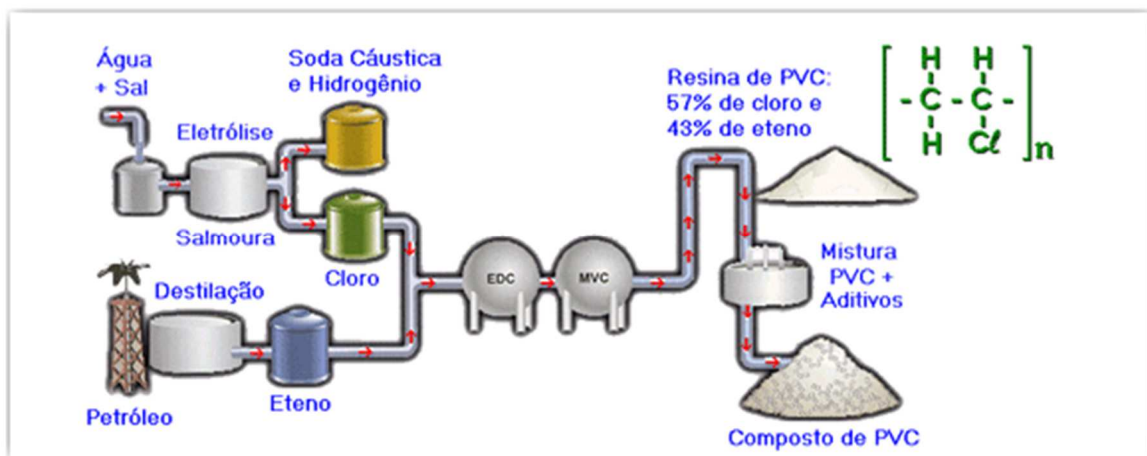 Água
+ Sal
Soda Cáustica
e Hidrogênio
Eletrólise
Salmoura
Cloro
Destilação
Petróleo
Eteno
EDC
MVC
Resina de PVC:
57% de cloro e
43% de eteno
H H
- C - C -
H Cl
n
Mistura
PVC +
Aditivos
Composto de PVC